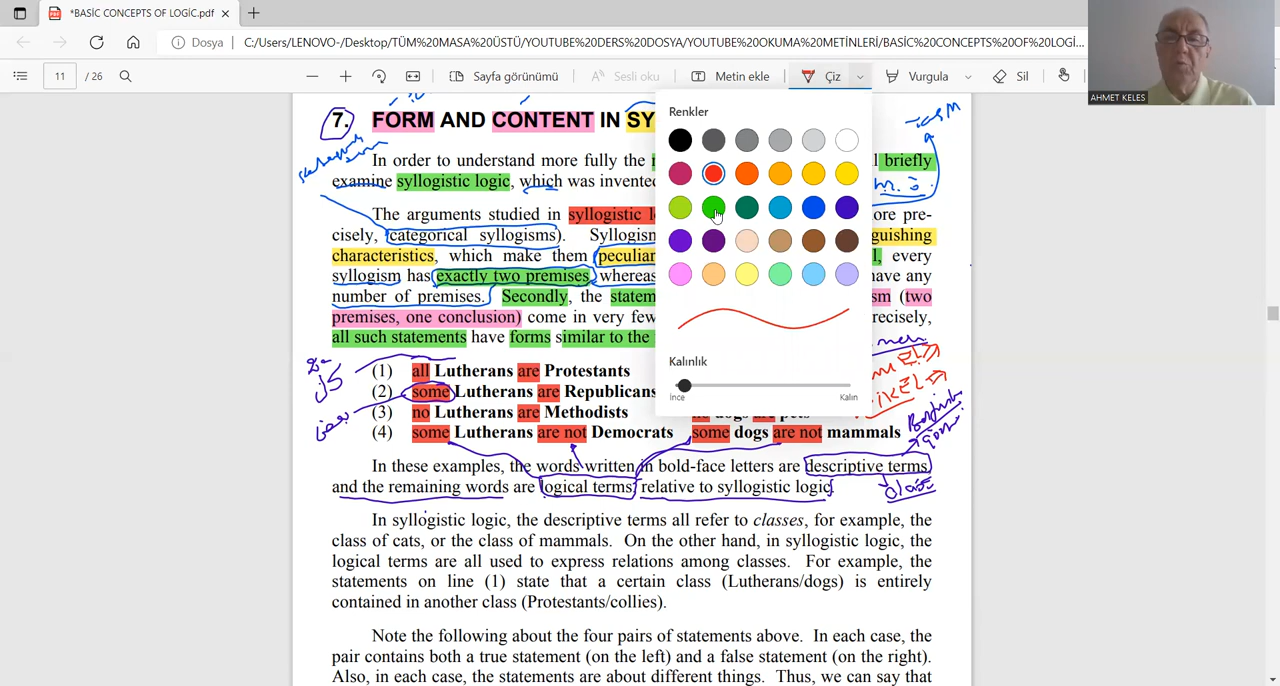 *BASİC CONCEPTS OF LOGİC.pdf
Dosya
C:/Users/LENOVO-/Desktop/TÜM%20MASA%20ÜSTÜ/YOUTUBE%20DERS%20DOSYA/YOUTUBE%20OKUMA%20METİNLERİ/BASİC%20CONCEPTS%20OF%20LOGİ...
11 / 26
Sayfa görünümü
Sesli oku
Metin ekle
Çiz
Vurgula
Sil
AHMET KELES
Renkler
Kalınlık
İnce
Kalın
7. FORM AND CONTENT IN SY
In order to understand more fully the
briefly
examine syllogistic logic, which was invented
The arguments studied in syllogistic l
ore pre-
cisely, categorical syllogisms). Syllogism
guishing
characteristics, which make them peculiar
l, every
syllogism has exactly two premises whereas
have any
number of premises. Secondly, the statem
sm (two
premises, one conclusion) come in very few
recisely,
all such statements have forms similar to the
(1) all Lutherans are Protestants
(2) some Lutherans are Republicans
(3) no Lutherans are Methodists no dogs are pets
(4) some Lutherans are not Democrats some dogs are not mammals
In these examples, the words written in bold-face letters are descriptive terms
and the remaining words are logical terms, relative to syllogistic logic.
In syllogistic logic, the descriptive terms all refer to classes, for example, the
class of cats, or the class of mammals. On the other hand, in syllogistic logic, the
logical terms are all used to express relations among classes. For example, the
statements on line (1) state that a certain class (Lutherans/dogs) is entirely
contained in another class (Protestants/collies).
Note the following about the four pairs of statements above. In each case, the
pair contains both a true statement (on the left) and a false statement (on the right).
Also, in each case, the statements are about different things. Thus, we can say that